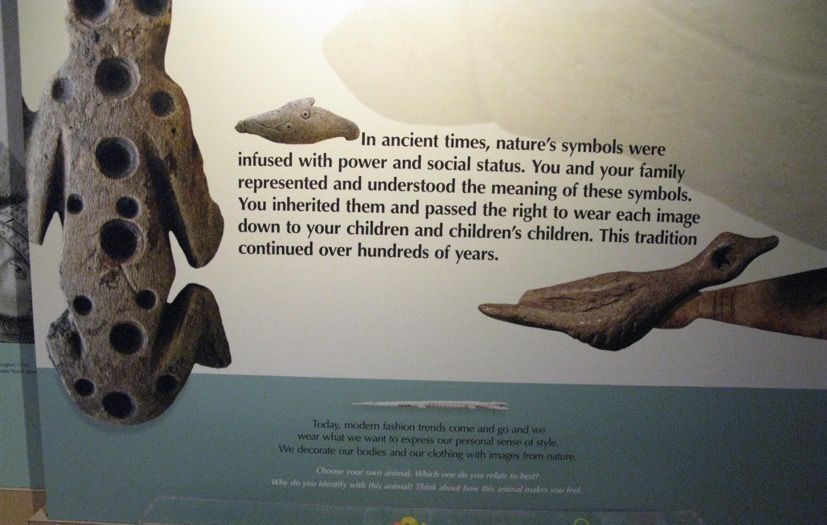 In ancient times, nature's symbols were
infused with power and social status. You and your family
represented and understood the meaning of these symbols.
You inherited them and passed the right to wear each image
down to your children and children's children. This tradition
continued over hundreds of years.
Today, modern fashion trends come and go and we
wear what we want to express our personal sense of style.
We decorate our bodies and our clothing with images from nature.
Choose your own animal. Which one do you relate to best?
Why do you identify with this animal? Think about how this animal makes you feel.